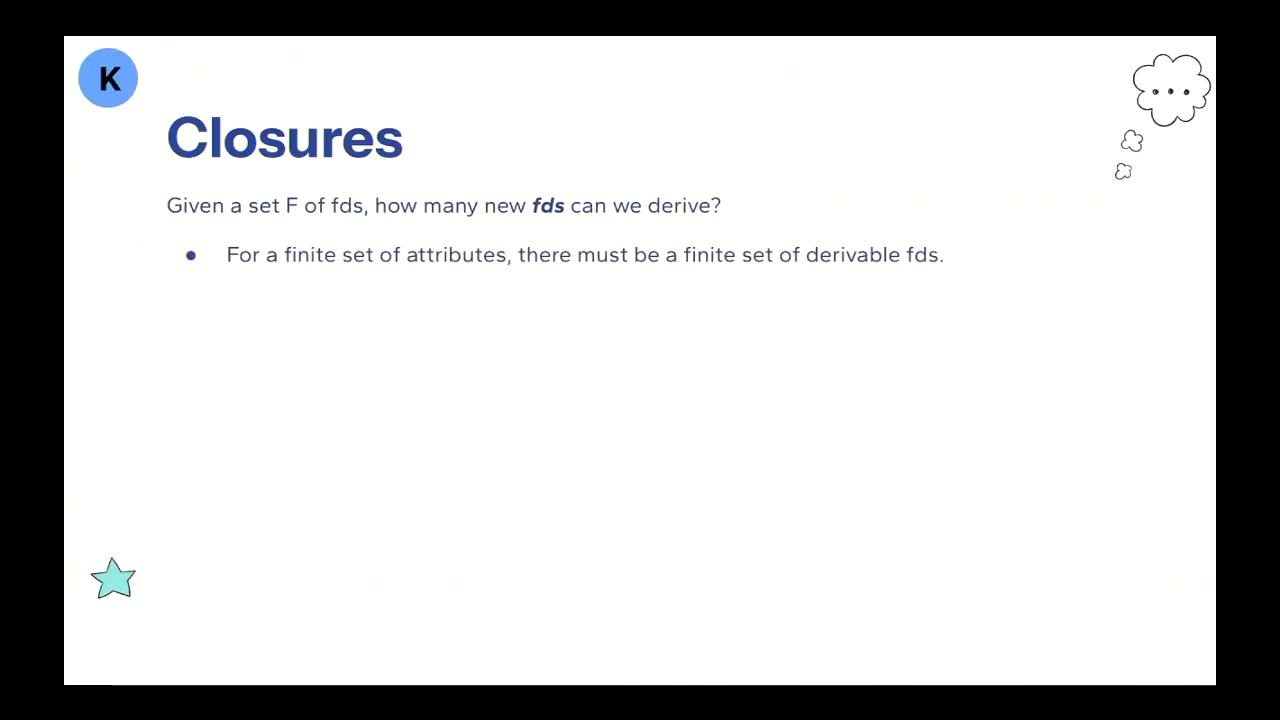 K
Closures
Given a set F of fds, how many new fds can we derive?
● For a finite set of attributes, there must be a finite set of derivable fds.